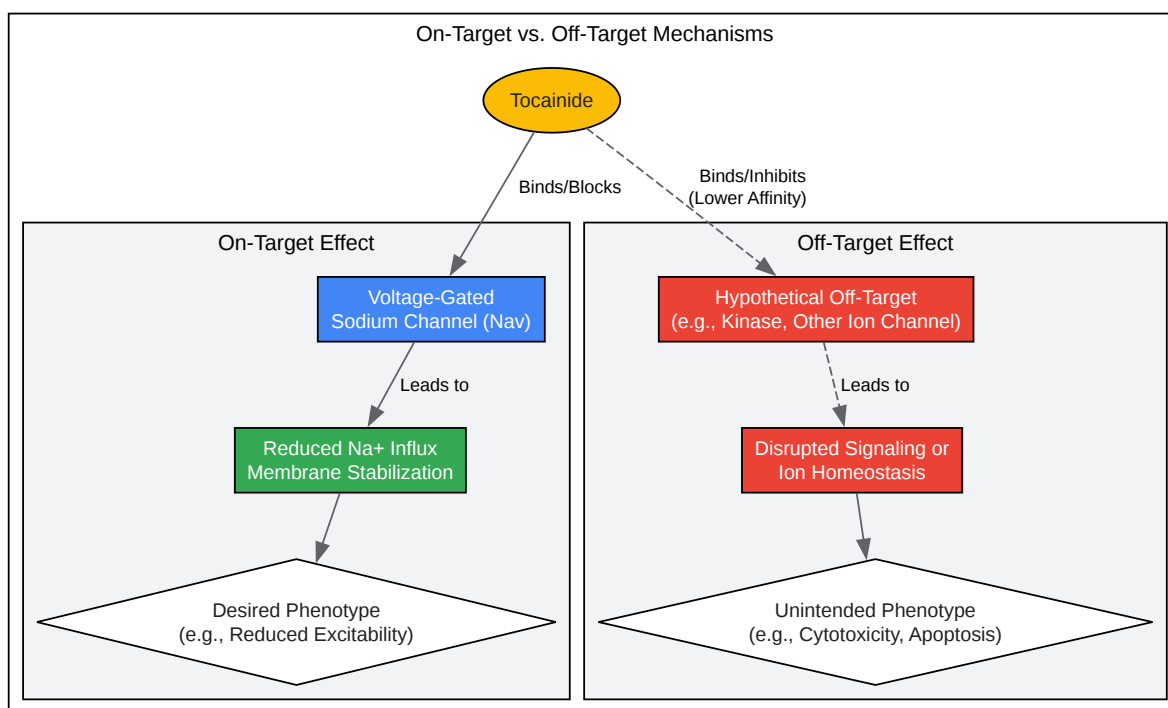 On-Target vs. Off-Target Mechanisms
Tocainide
Binds/Blocks
Binds/Inhibits
(Lower Affinity)
On-Target Effect
Off-Target Effect
Voltage-Gated
Sodium Channel (Nav)
Hypothetical Off-Target
(e.g., Kinase, Other Ion Channel)
Leads to
Leads to
Reduced Na+ Influx
Membrane Stabilization
Disrupted Signaling or
Ion Homeostasis
Desired Phenotype
(e.g., Reduced Excitability)
Unintended Phenotype
(e.g., Cytotoxicity, Apoptosis)